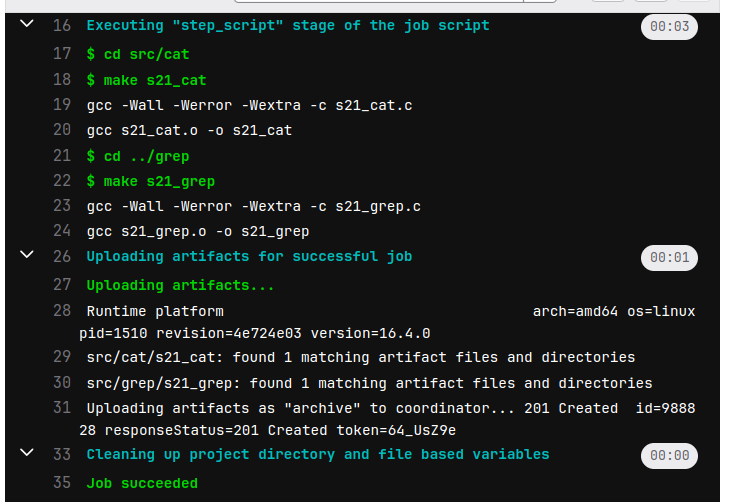 16 Executing "step_script" stage of the job script 00:03
17 $ cd src/cat
18 $ make s21_cat
19 gcc -Wall -Werror -Wextra -c s21_cat.c
20 gcc s21_cat.o -o s21_cat
21 $ cd ../grep
22 $ make s21_grep
23 gcc -Wall -Werror -Wextra -c s21_grep.c
24 gcc s21_grep.o -o s21_grep
26 Uploading artifacts for successful job 00:01
27 Uploading artifacts...
28 Runtime platform arch=amd64 os=linux
pid=1510 revision=4e724e03 version=16.4.0
29 src/cat/s21_cat: found 1 matching artifact files and directories
30 src/grep/s21_grep: found 1 matching artifact files and directories
31 Uploading artifacts as "archive" to coordinator... 201 Created id=9888
28 responseStatus=201 Created token=64_UsZ9e
33 Cleaning up project directory and file based variables 00:00
35 Job succeeded